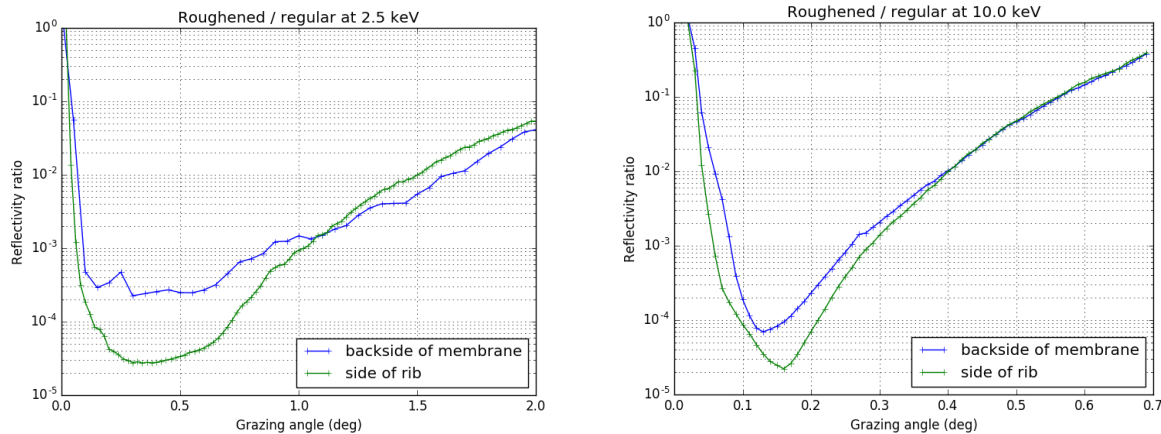 Roughened / regular at 2.5 keV
10^0
10^-1
10^-2
10^-3
10^-4
10^-5
Reflectivity ratio
0.0 0.5 1.0 1.5 2.0
Grazing angle (deg)
backside of membrane
side of rib
Roughened / regular at 10.0 keV
10^0
10^-1
10^-2
10^-3
10^-4
10^-5
Reflectivity ratio
0.0 0.1 0.2 0.3 0.4 0.5 0.6 0.7
Grazing angle (deg)
backside of membrane
side of rib